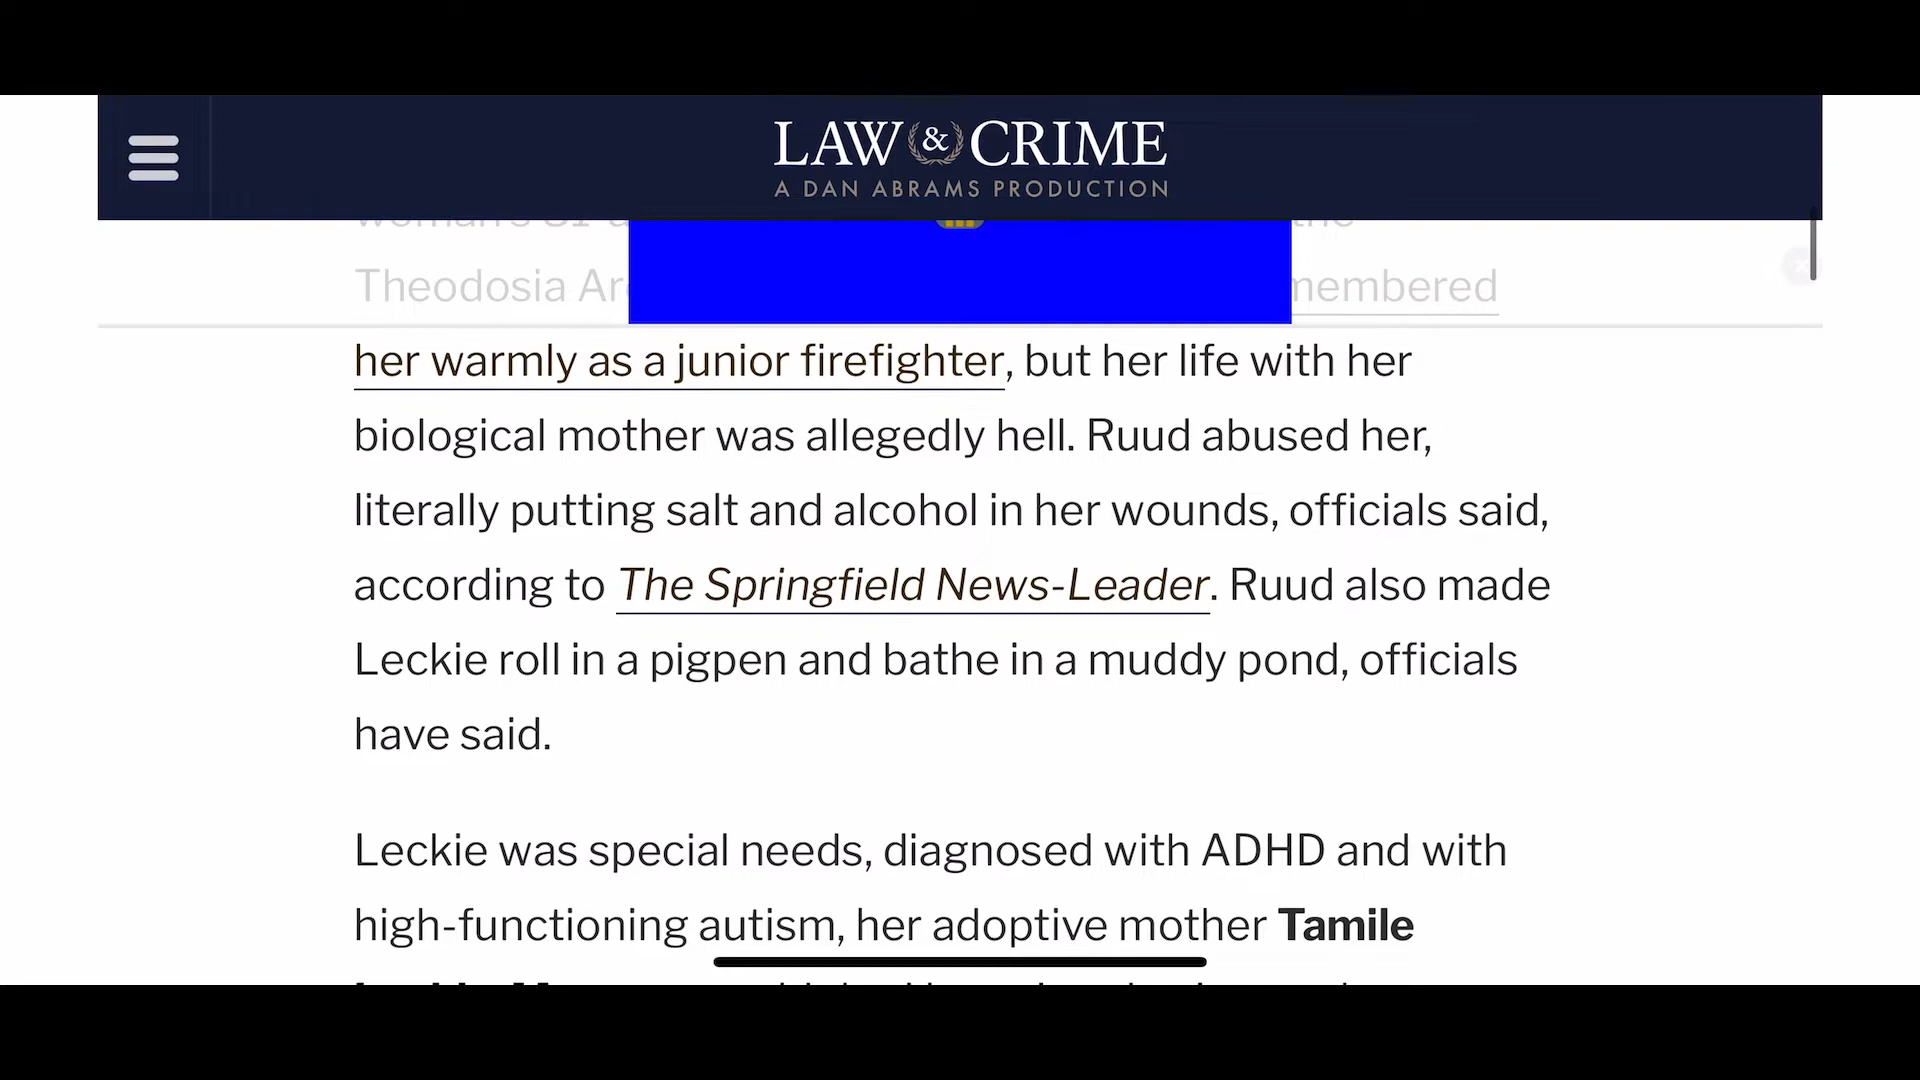 LAW & CRIME
A DAN ABRAMS PRODUCTION
Theodosia
her warmly as a junior firefighter, but her life with her
biological mother was allegedly hell. Ruud abused her,
literally putting salt and alcohol in her wounds, officials said,
according to The Springfield News-Leader. Ruud also made
Leckie roll in a pigpen and bathe in a muddy pond, officials
have said.
Leckie was special needs, diagnosed with ADHD and with
high-functioning autism, her adoptive mother Tamile